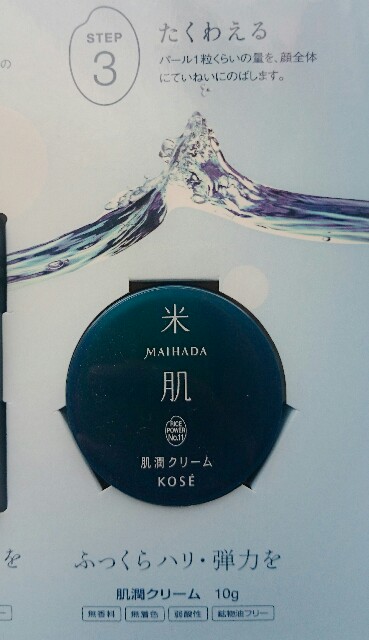 STEP
3
たくわえる
パール1粒くらいの量を、顔全体
にていねいにのばします。
の
米
MAIHADA
肌
RICE
POWER
No.11
肌潤クリーム
KOSÉ
を
ふっくらハリ・弾力を
肌潤クリーム 10g
無香料 無着色 弱酸性 鉱物油フリー